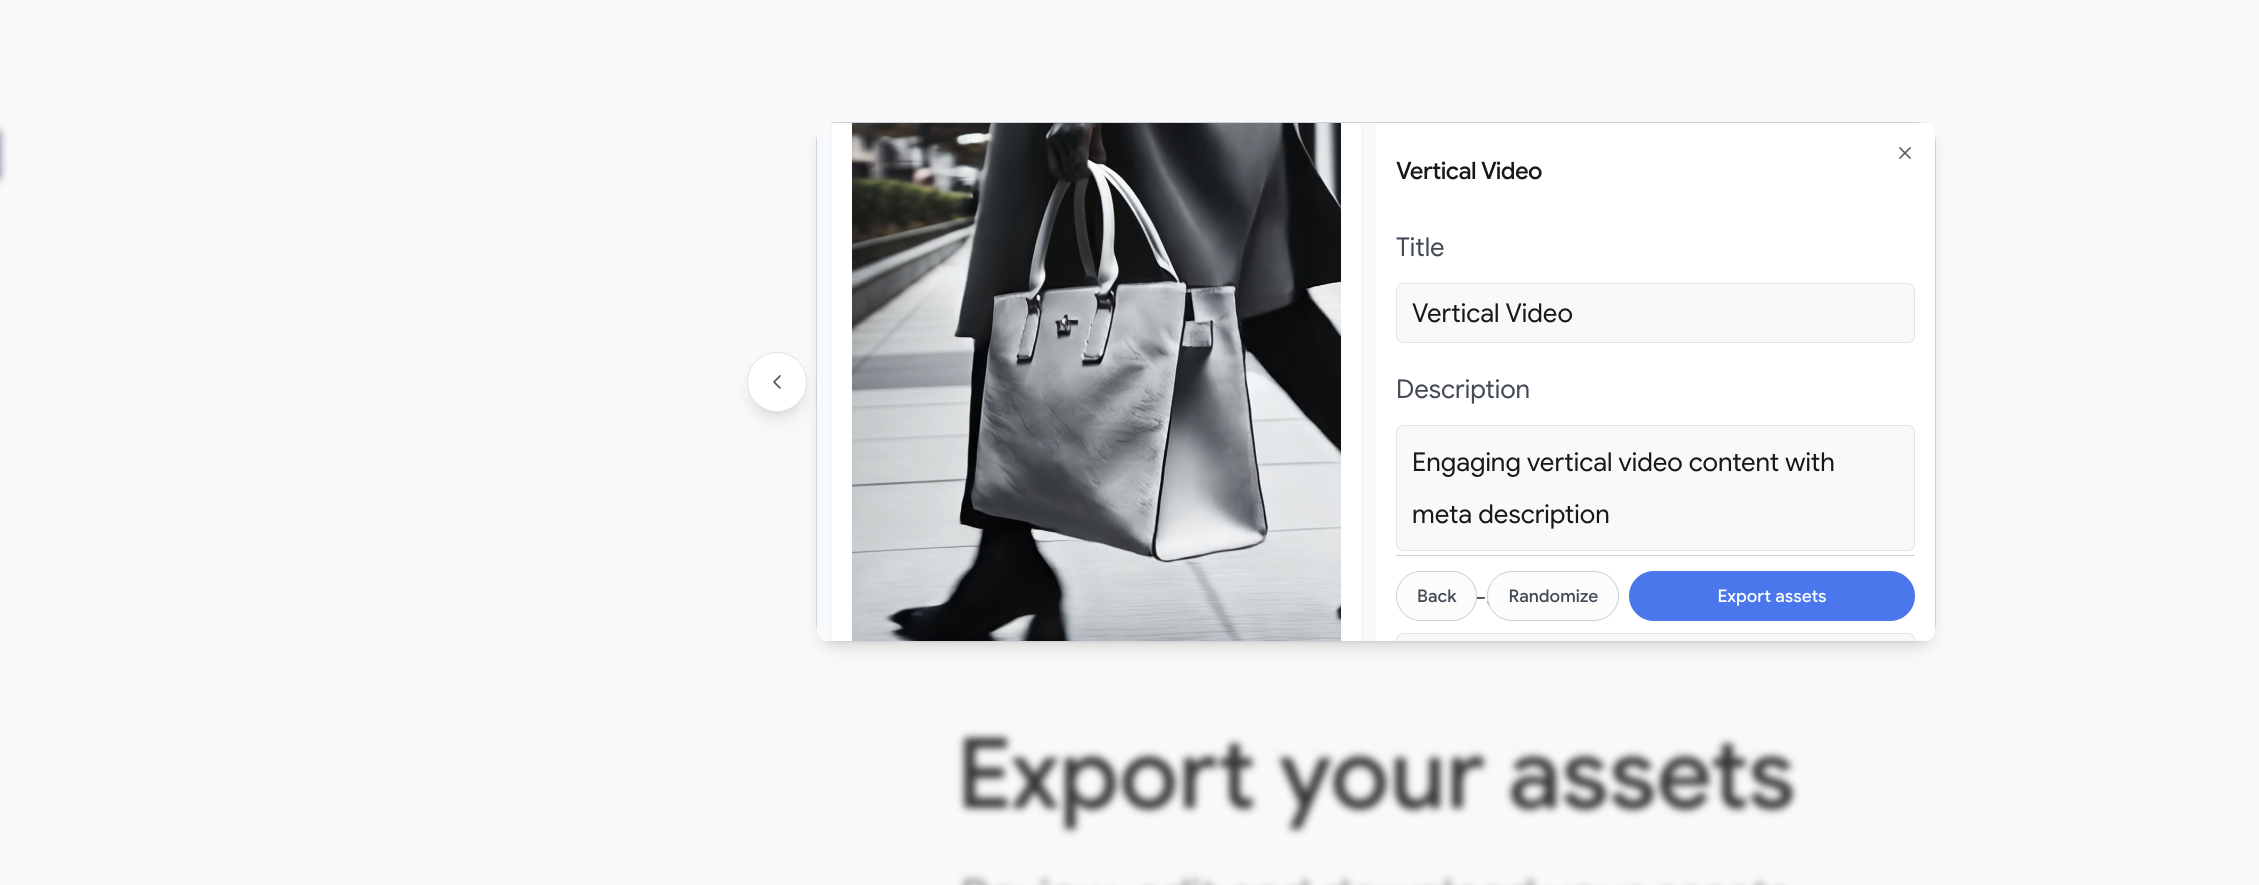 Vertical Video
Title
Vertical Video
Description
Engaging vertical video content with
meta description
Back
Randomize
Export assets
Export your assets